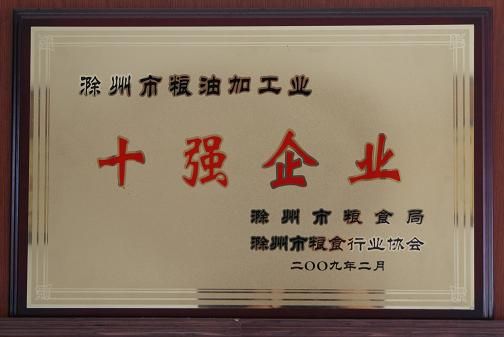 滁州市粮油加工业
十强企业
滁州市粮食局
滁州市粮食行业协会
二〇〇九年二月